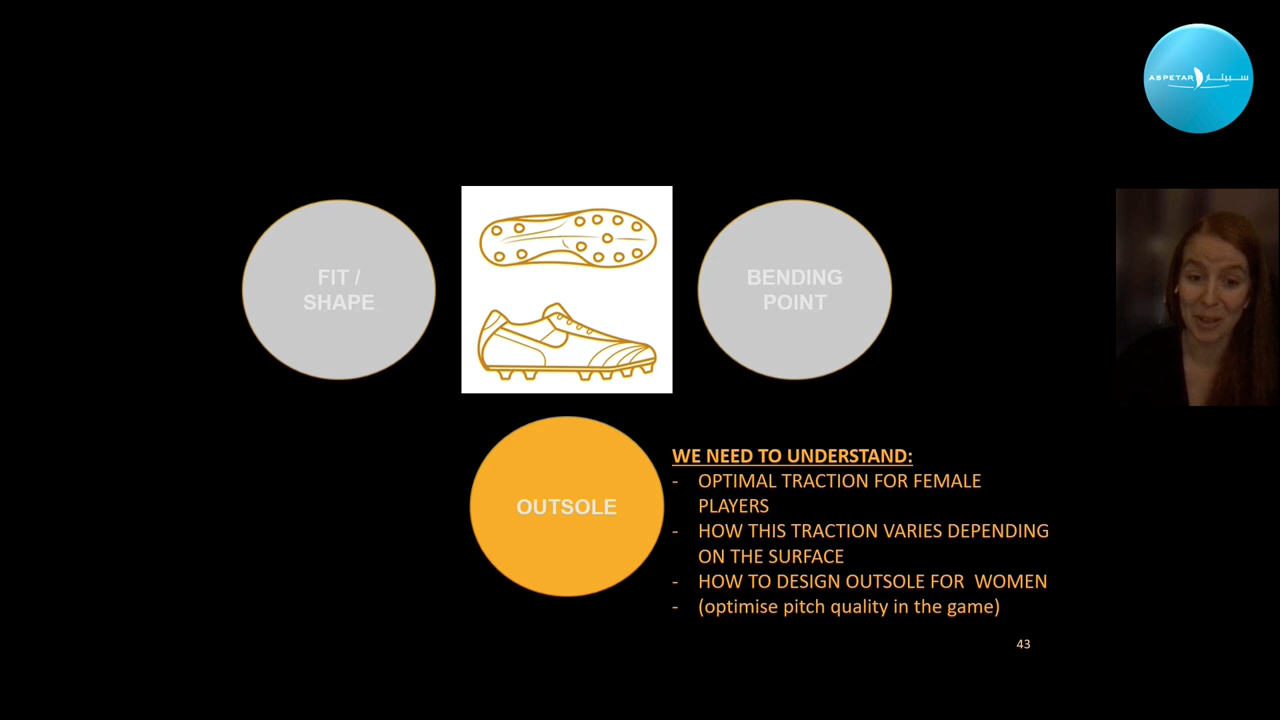 ASPETAR سبيتار
FIT /
SHAPE
BENDING
POINT
OUTSOLE
WE NEED TO UNDERSTAND:
- OPTIMAL TRACTION FOR FEMALE
PLAYERS
- HOW THIS TRACTION VARIES DEPENDING
ON THE SURFACE
- HOW TO DESIGN OUTSOLE FOR WOMEN
- (optimise pitch quality in the game)
43